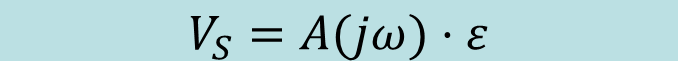 V_S = A(jω) · ε